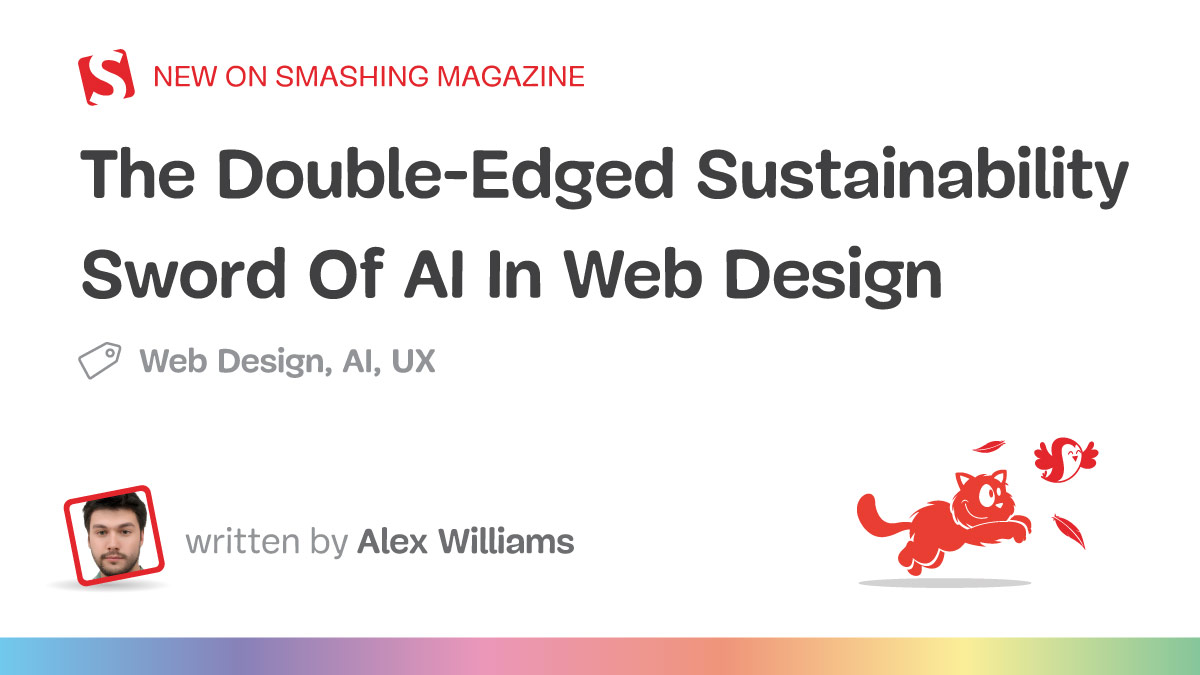 NEW ON SMASHING MAGAZINE
The Double-Edged Sustainability
Sword Of AI In Web Design
Web Design, AI, UX
written by Alex Williams